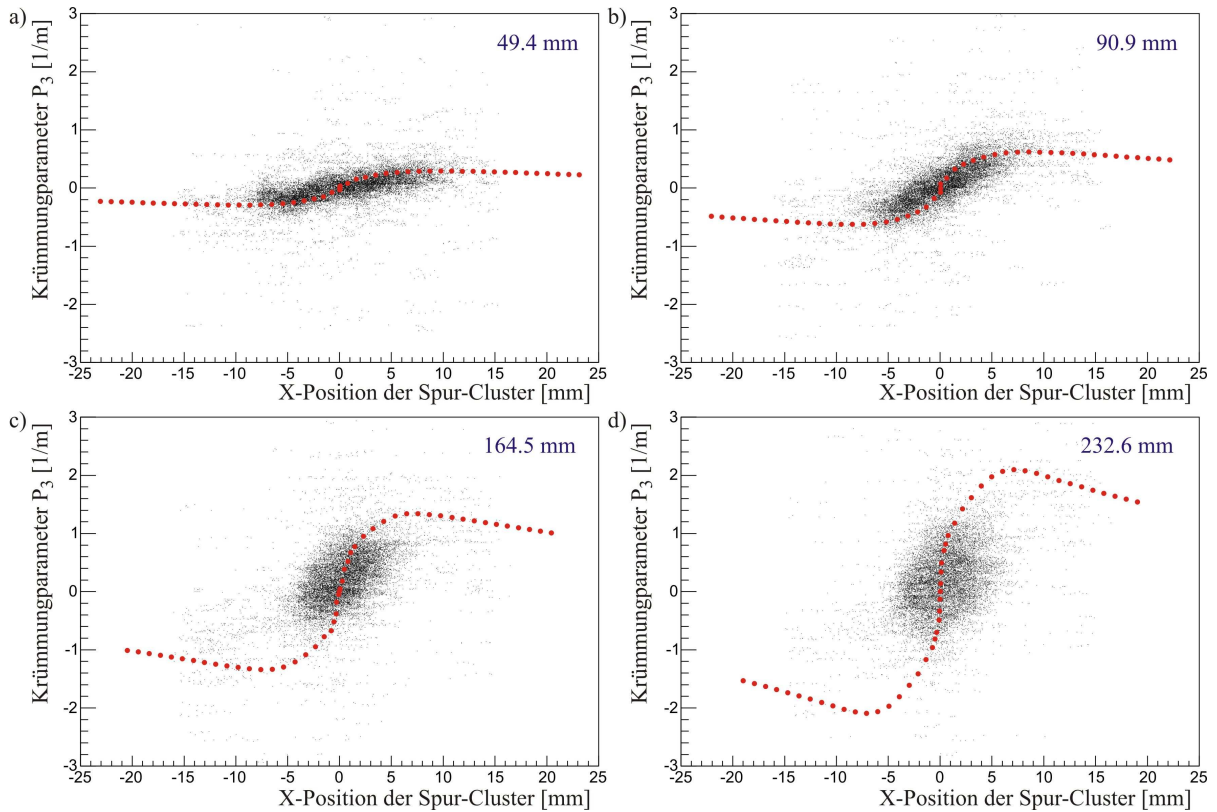 a)
49.4 mm
Krümmungparameter P₃ [1/m]
3
2
1
0
-1
-2
-3
-25 -20 -15 -10 -5 0 5 10 15 20 25
X-Position der Spur-Cluster [mm]
b)
90.9 mm
Krümmungparameter P₃ [1/m]
3
2
1
0
-1
-2
-3
-25 -20 -15 -10 -5 0 5 10 15 20 25
X-Position der Spur-Cluster [mm]
c)
164.5 mm
Krümmungparameter P₃ [1/m]
3
2
1
0
-1
-2
-3
-25 -20 -15 -10 -5 0 5 10 15 20 25
X-Position der Spur-Cluster [mm]
d)
232.6 mm
Krümmungparameter P₃ [1/m]
3
2
1
0
-1
-2
-3
-25 -20 -15 -10 -5 0 5 10 15 20 25
X-Position der Spur-Cluster [mm]